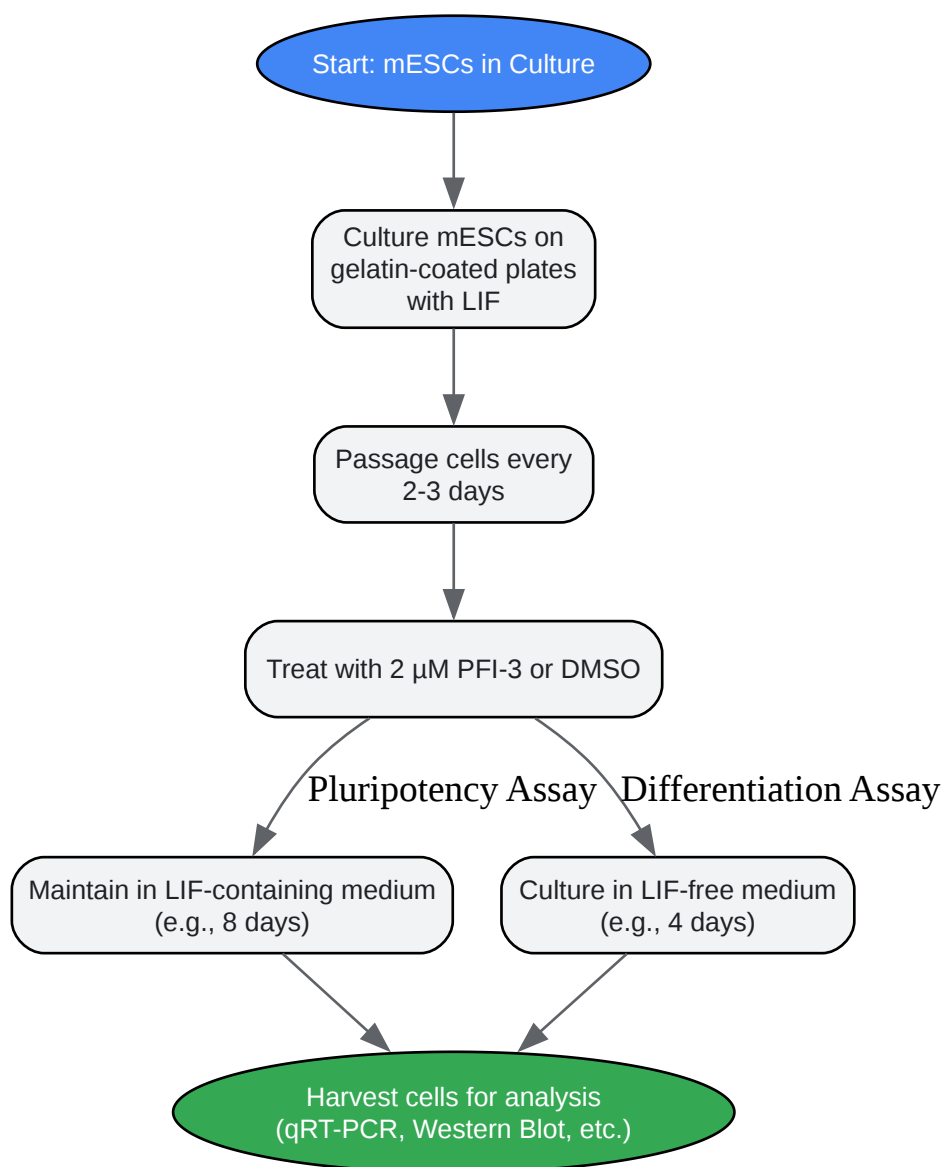 Start: mESCs in Culture
Culture mESCs on
gelatin-coated plates
with LIF
Passage cells every
2-3 days
Treat with 2 µM PFI-3 or DMSO
Pluripotency Assay
Differentiation Assay
Maintain in LIF-containing medium
(e.g., 8 days)
Culture in LIF-free medium
(e.g., 4 days)
Harvest cells for analysis
(qRT-PCR, Western Blot, etc.)